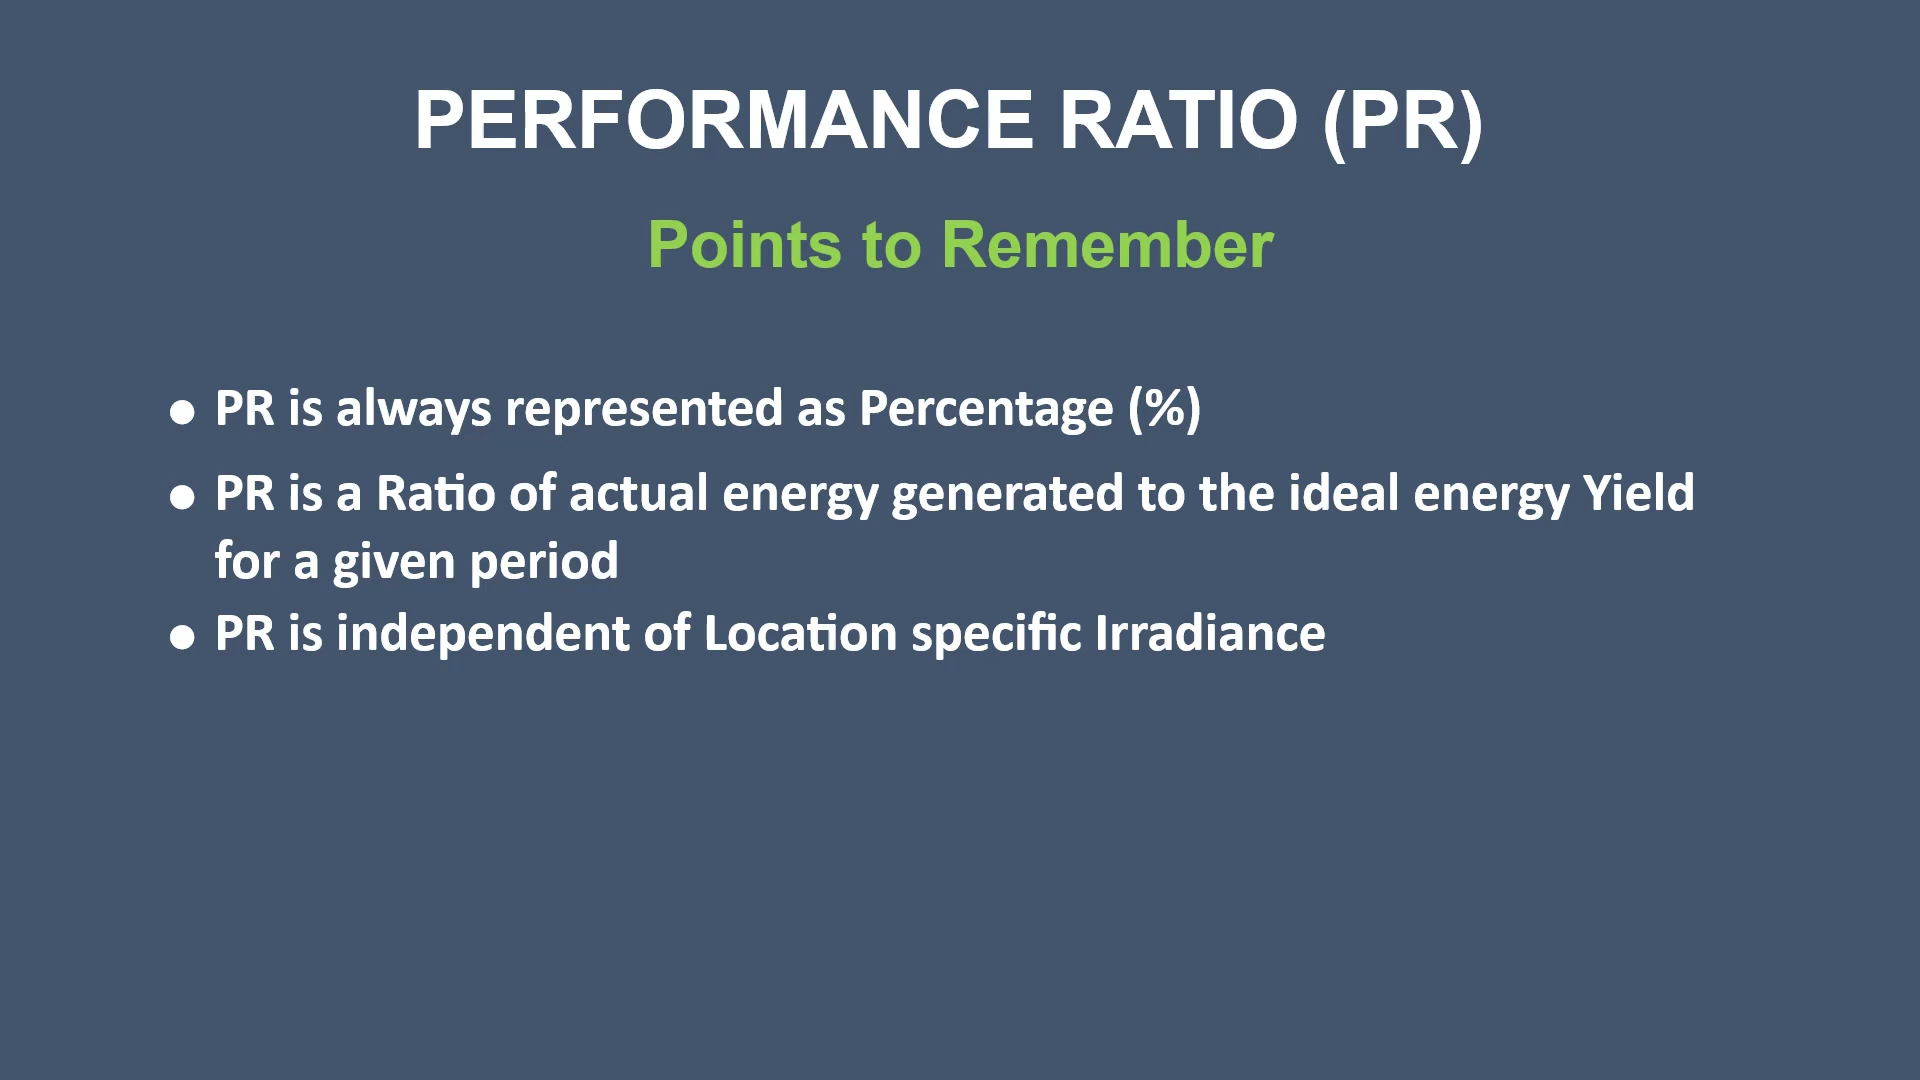 PERFORMANCE RATIO (PR)
Points to Remember
● PR is always represented as Percentage (%)
● PR is a Ratio of actual energy generated to the ideal energy Yield
for a given period
● PR is independent of Location specific Irradiance